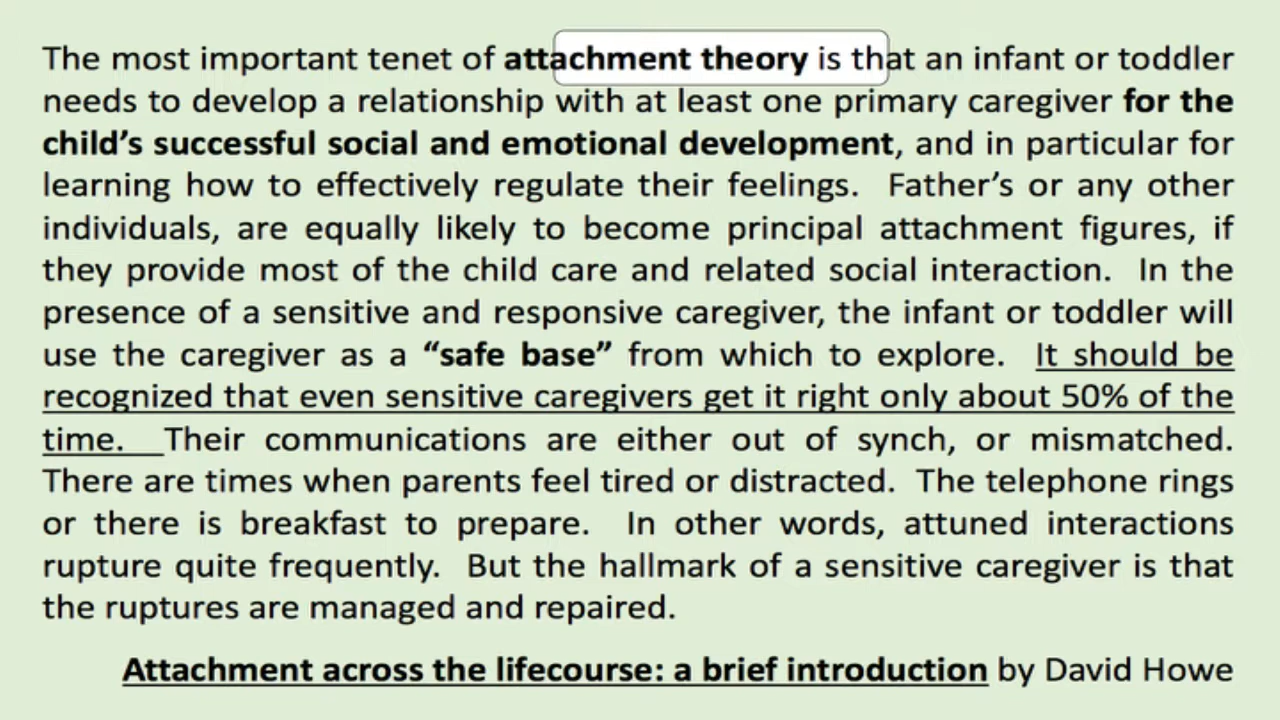 The most important tenet of attachment theory is that an infant or toddler
needs to develop a relationship with at least one primary caregiver for the
child’s successful social and emotional development, and in particular for
learning how to effectively regulate their feelings.  Father’s or any other
individuals, are equally likely to become principal attachment figures, if
they provide most of the child care and related social interaction.  In the
presence of a sensitive and responsive caregiver, the infant or toddler will
use the caregiver as a “safe base” from which to explore.  It should be
recognized that even sensitive caregivers get it right only about 50% of the
time.  Their communications are either out of synch, or mismatched.
There are times when parents feel tired or distracted.  The telephone rings
or there is breakfast to prepare.  In other words, attuned interactions
rupture quite frequently.  But the hallmark of a sensitive caregiver is that
the ruptures are managed and repaired.
Attachment across the lifecourse: a brief introduction by David Howe